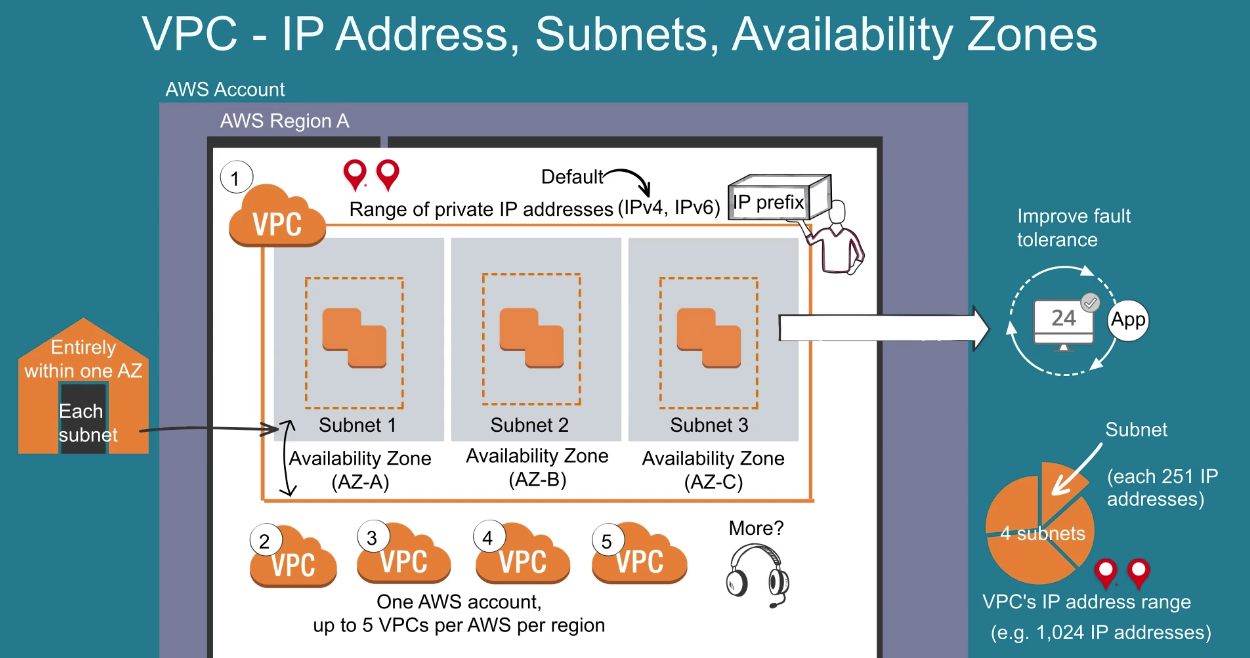 VPC - IP Address, Subnets, Availability Zones
AWS Account
AWS Region A
1
VPC
Default
Range of private IP addresses (IPv4, IPv6)
IP prefix
Subnet 1
Availability Zone
(AZ-A)
Subnet 2
Availability Zone
(AZ-B)
Subnet 3
Availability Zone
(AZ-C)
Entirely
within one AZ
Each
subnet
2
VPC
3
VPC
4
VPC
5
VPC
More?
One AWS account,
up to 5 VPCs per AWS per region
Improve fault
tolerance
24
App
Subnet
(each 251 IP
addresses)
4 subnets
VPC's IP address range
(e.g. 1,024 IP addresses)